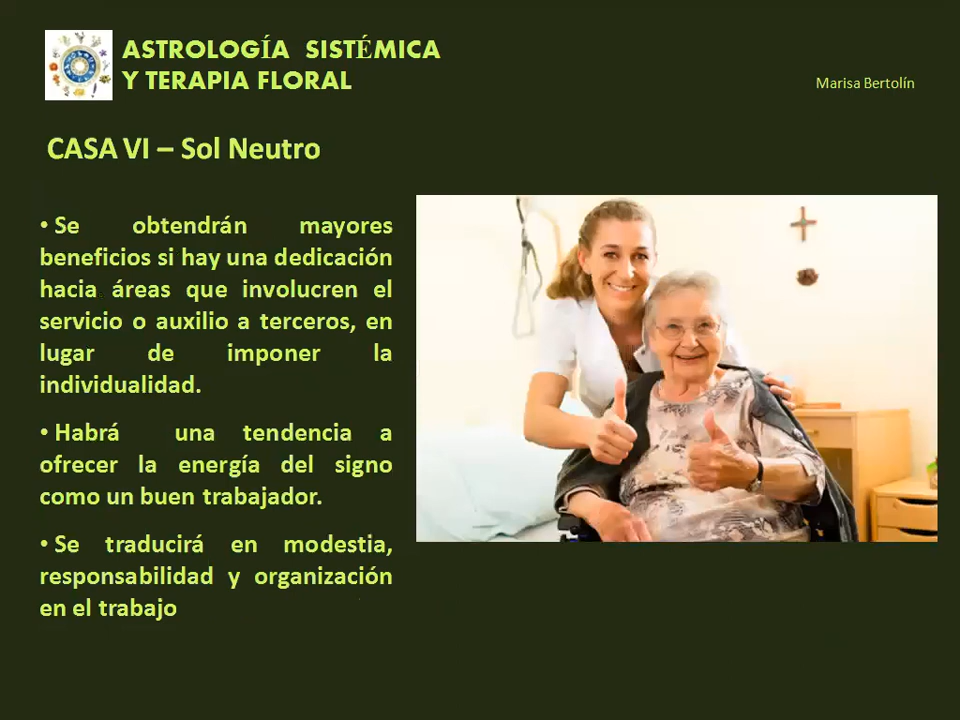 ASTROLOGÍA SISTÉMICA
Y TERAPIA FLORAL
Marisa Bertolín
CASA VI – Sol Neutro
• Se obtendrán mayores
beneficios si hay una dedicación
hacia áreas que involucren el
servicio o auxilio a terceros, en
lugar de imponer la
individualidad.
• Habrá una tendencia a
ofrecer la energía del signo
como un buen trabajador.
• Se traducirá en modestia,
responsabilidad y organización
en el trabajo